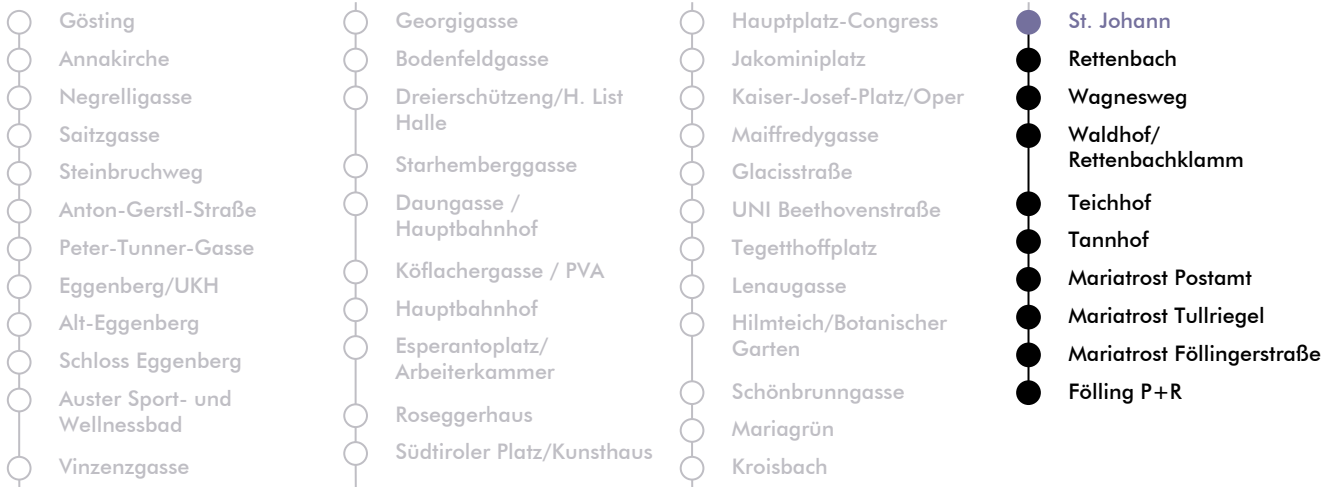 Gösting
Annakirche
Negrelligasse
Saitzgasse
Steinbruchweg
Anton-Gerstl-Straße
Peter-Tunner-Gasse
Eggenberg/UKH
Alt-Eggenberg
Schloss Eggenberg
Auster Sport- und
Wellnessbad
Vinzenzgasse
Georgigasse
Bodenfeldgasse
Dreierschützeng/H. List
Halle
Starhemberggasse
Daungasse /
Hauptbahnhof
Köflachergasse / PVA
Hauptbahnhof
Esperantoplatz/
Arbeiterkammer
Roseggerhaus
Südtiroler Platz/Kunsthaus
Hauptplatz-Congress
Jakominiplatz
Kaiser-Josef-Platz/Oper
Maiffredygasse
Glacisstraße
UNI Beethovenstraße
Tegetthoffplatz
Lenaugasse
Hilmteich/Botanischer
Garten
Schönbrunngasse
Mariagrün
Kroisbach
St. Johann
Rettenbach
Wagnesweg
Waldhof/
Rettenbachklamm
Teichhof
Tannhof
Mariatrost Postamt
Mariatrost Tullriegel
Mariatrost Föllingerstraße
Fölling P+R